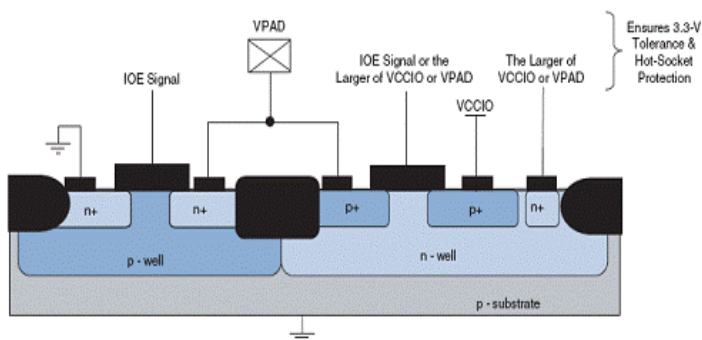 VPAD
Ensures 3.3-V
Tolerance &
Hot-Socket
Protection
IOE Signal
IOE Signal or the
Larger of VCCIO or VPAD
The Larger of
VCCIO or VPAD
VCCIO
n+
n+
p+
p+
n+
p - well
n - well
p - substrate